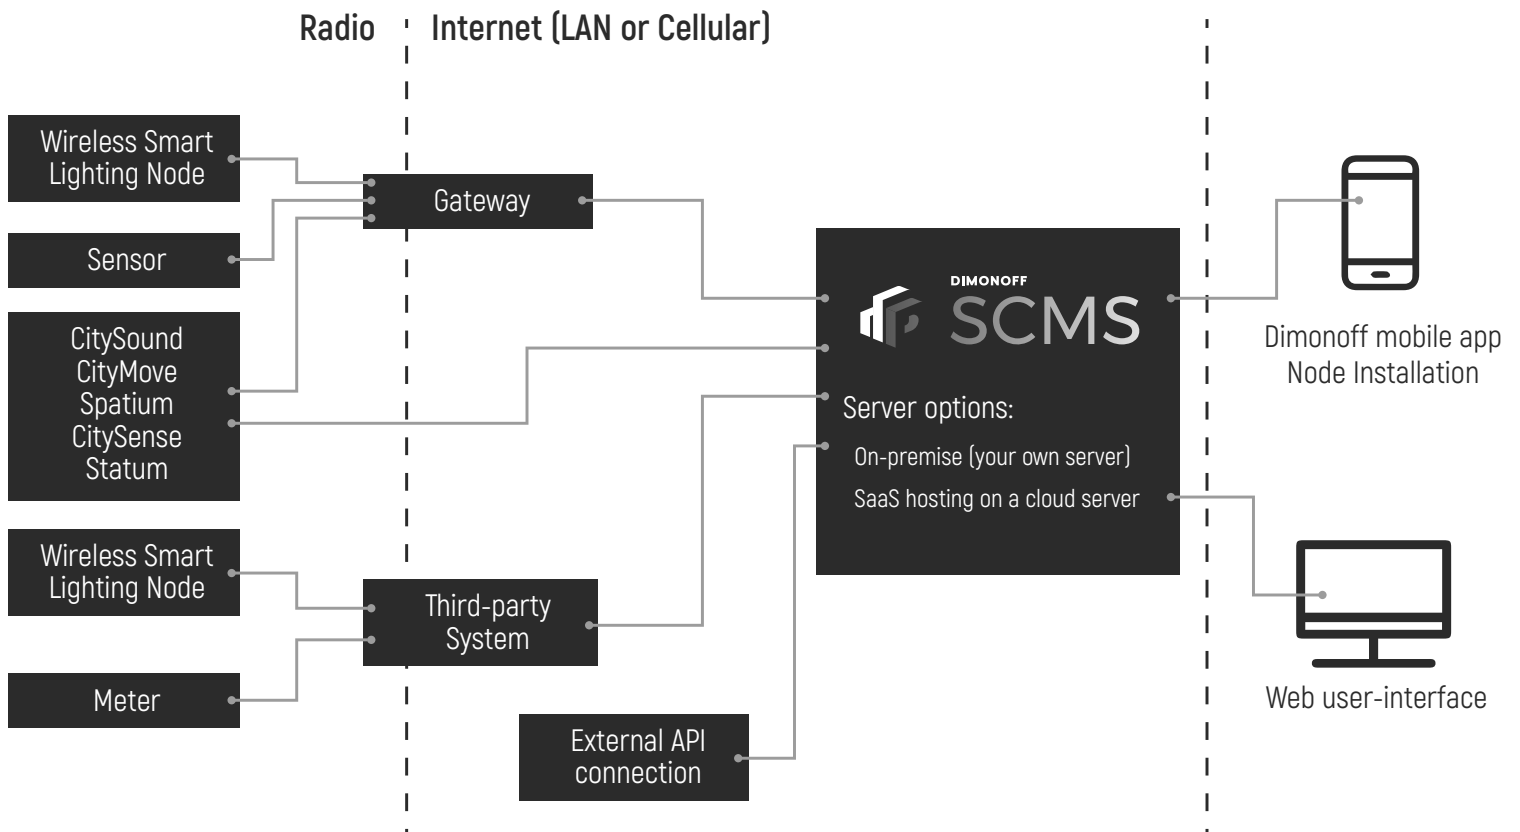 Radio
Internet (LAN or Cellular)
Wireless Smart
Lighting Node
Gateway
Sensor
CitySound
CityMove
Spatium
CitySense
Statum
Wireless Smart
Lighting Node
Third-party
System
Meter
External API
connection
DIMONOFF
SCMS
Server options:
On-premise (your own server)
SaaS hosting on a cloud server
Dimonoff mobile app
Node Installation
Web user-interface